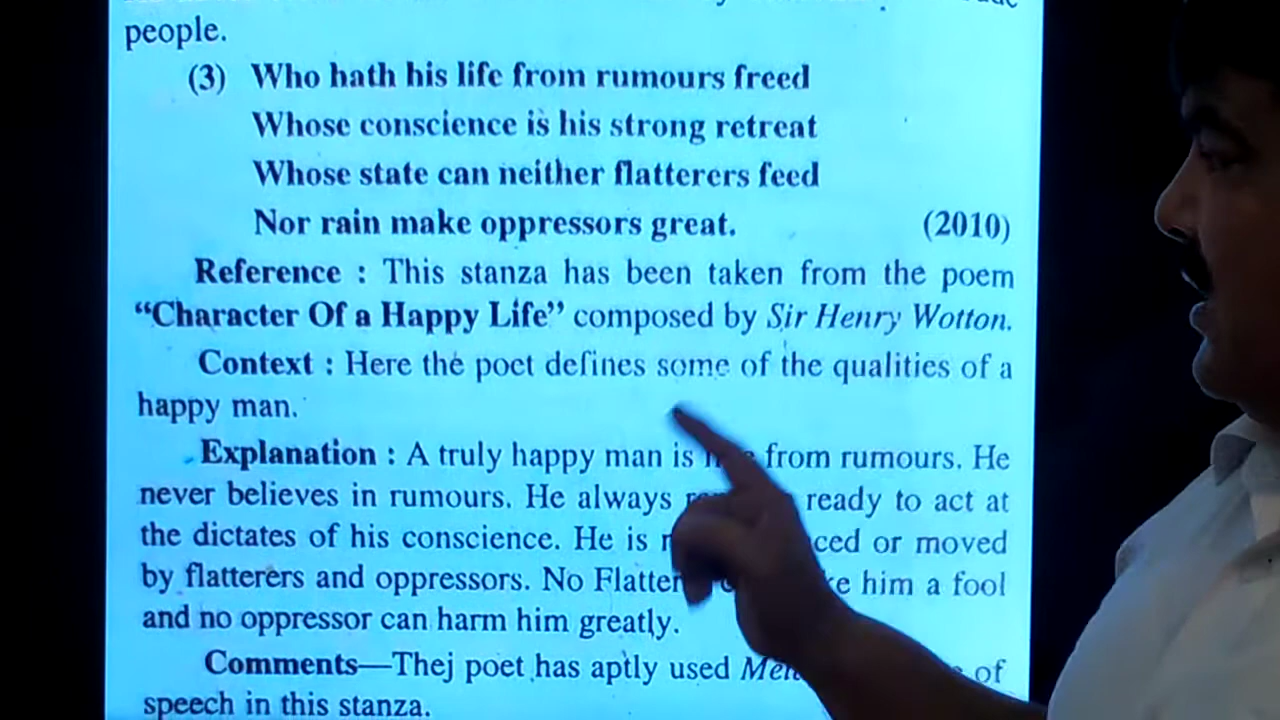 people.
(3) Who hath his life from rumours freed
Whose conscience is his strong retreat
Whose state can neither flatterers feed
Nor rain make oppressors great. (2010)
Reference : This stanza has been taken from the poem
“Character Of a Happy Life” composed by Sir Henry Wotton.
Context : Here the poet defines some of the qualities of a
happy man.
Explanation : A truly happy man is from rumours. He
never believes in rumours. He always ready to act at
the dictates of his conscience. He is or moved
by flatterers and oppressors. No him a fool
and no oppressor can harm him greatly.
Comments—Thej poet has aptly used of
speech in this stanza.